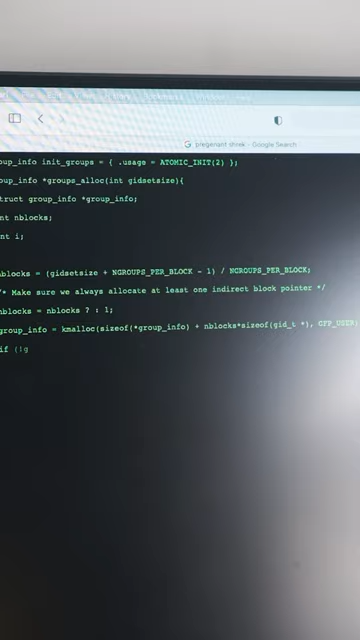 pregenant shrek - Google Search
oup_info init_groups = { .usage = ATOMIC_INIT(2) };
oup_info *groups_alloc(int gidsetsize){
truct group_info *group_info;
nt nblocks;
nt i;
nblocks = (gidsetsize + NGROUPS_PER_BLOCK - 1) / NGROUPS_PER_BLOCK;
/* Make sure we always allocate at least one indirect block pointer */
nblocks = nblocks ? : 1;
group_info = kmalloc(sizeof(*group_info) + nblocks*sizeof(gid_t *), GFP_USER)
if (!g